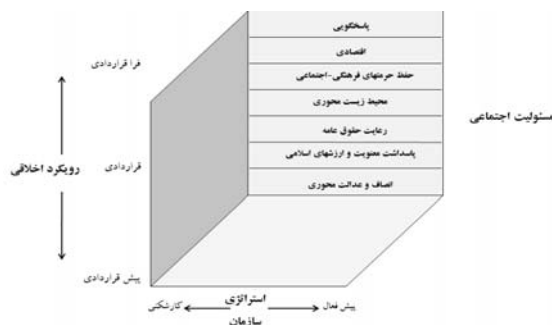 پاسخگویی
اقتصادی
حفظ حرمتهای فرهنگی-اجتماعی
محیط زیست محوری
رعایت حقوق عامه
پاسداشت معنویت و ارزشهای اسلامی
انصاف و عدالت محوری
مسئولیت اجتماعی
فرا قراردادی
قراردادی
پیش قراردادی
رویکرد اخلاقی
پیش فعال
استراتژی
سازمان
کارشکنی